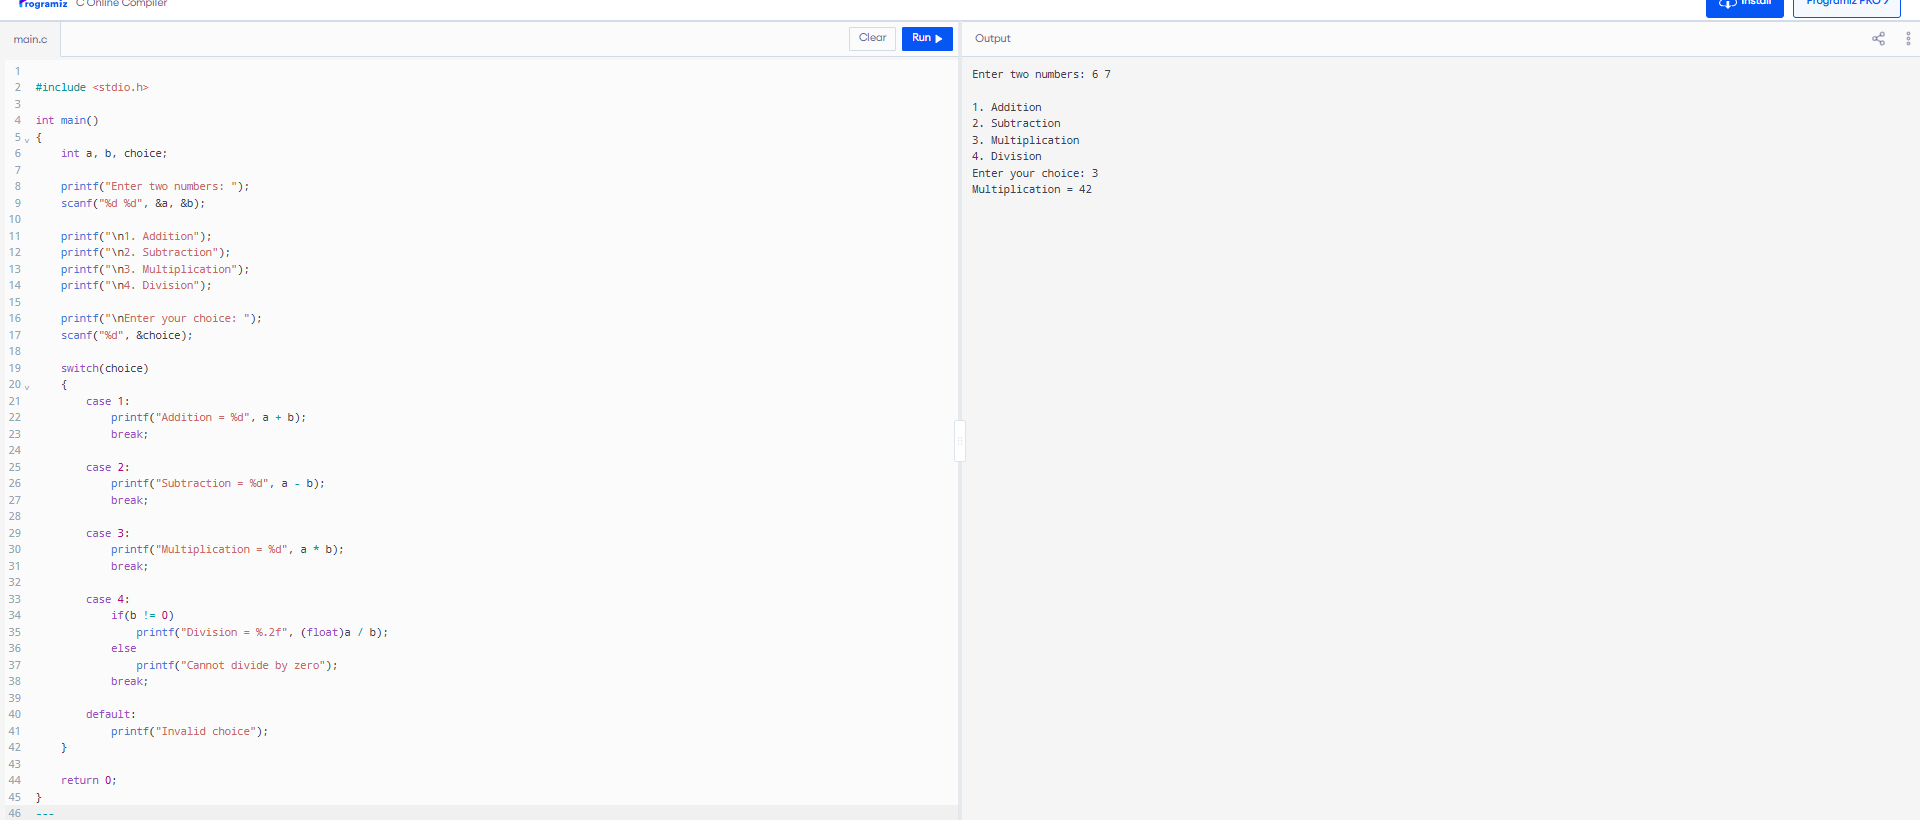 Programiz C Online Compiler
Install
Programiz PRO
main.c
Clear
Run
Output
1
2 #include <stdio.h>
3
4 int main()
5 {
6     int a, b, choice;
7
8     printf("Enter two numbers: ");
9     scanf("%d %d", &a, &b);
10
11     printf("\n1. Addition");
12     printf("\n2. Subtraction");
13     printf("\n3. Multiplication");
14     printf("\n4. Division");
15
16     printf("\nEnter your choice: ");
17     scanf("%d", &choice);
18
19     switch(choice)
20     {
21         case 1:
22             printf("Addition = %d", a + b);
23             break;
24
25         case 2:
26             printf("Subtraction = %d", a - b);
27             break;
28
29         case 3:
30             printf("Multiplication = %d", a * b);
31             break;
32
33         case 4:
34             if(b != 0)
35                 printf("Division = %.2f", (float)a / b);
36             else
37                 printf("Cannot divide by zero");
38             break;
39
40         default:
41             printf("Invalid choice");
42     }
43
44     return 0;
45 }
46 ---
Enter two numbers: 6 7
1. Addition
2. Subtraction
3. Multiplication
4. Division
Enter your choice: 3
Multiplication = 42